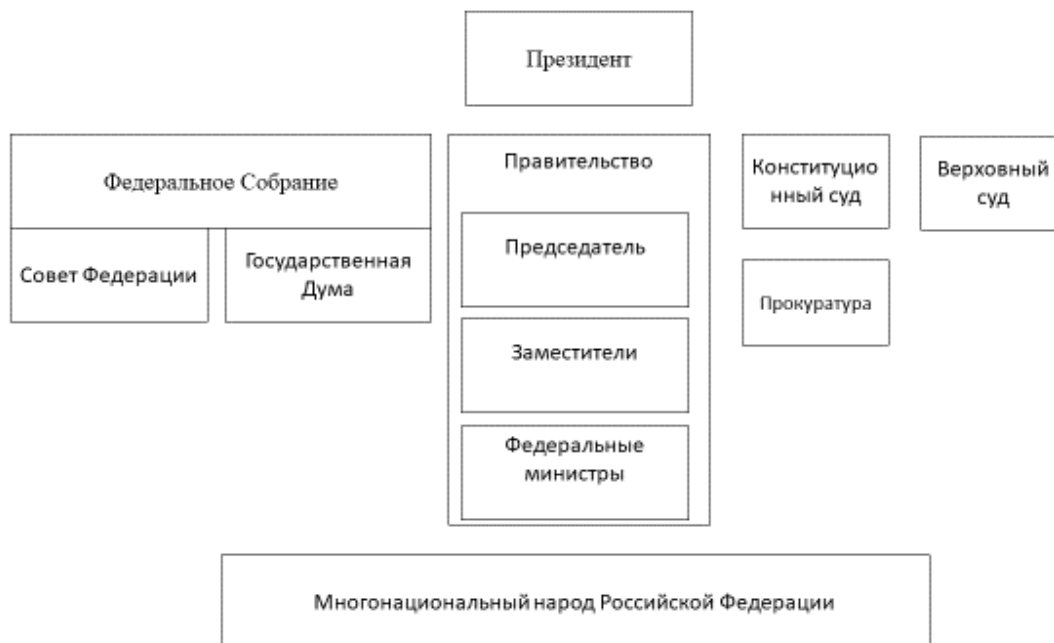 Президент
Федеральное Собрание
Совет Федерации
Государственная
Дума
Правительство
Председатель
Заместители
Федеральные
министры
Конституцио
нный суд
Верховный
суд
Прокуратура
Многонациональный народ Российской Федерации